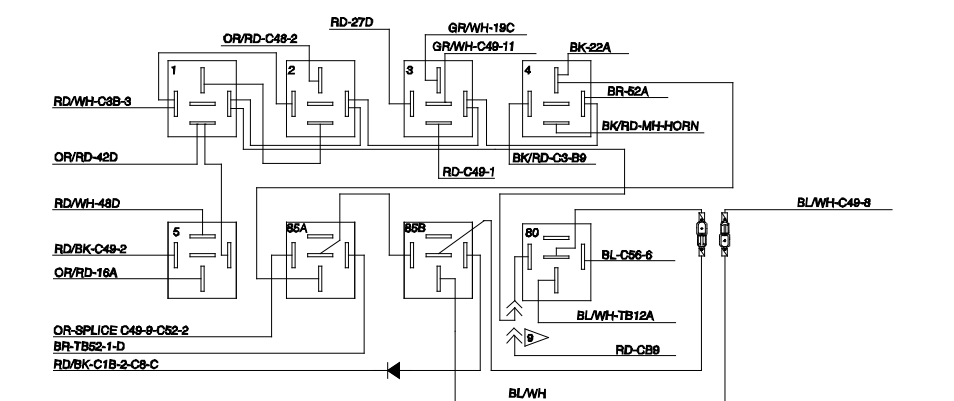 RD-27D
GR/WH-19C
OR/RD-C48-2
GR/WH-C49-11
BK-22A
1
2
3
4
BR-52A
RD/WH-C3B-3
BK/RD-MH-HORN
OR/RD-42D
BK/RD-C3-B9
RD-C49-1
RD/WH-48D
BL/WH-C49-8
5
85A
85B
80
RD/BK-C49-2
BL-C56-6
OR/RD-16A
BL/WH-TB12A
OR-SPLICE C49-9-C52-2
9
BR-TB52-1-D
RD-CB9
RD/BK-C1B-2-C8-C
BL/WH